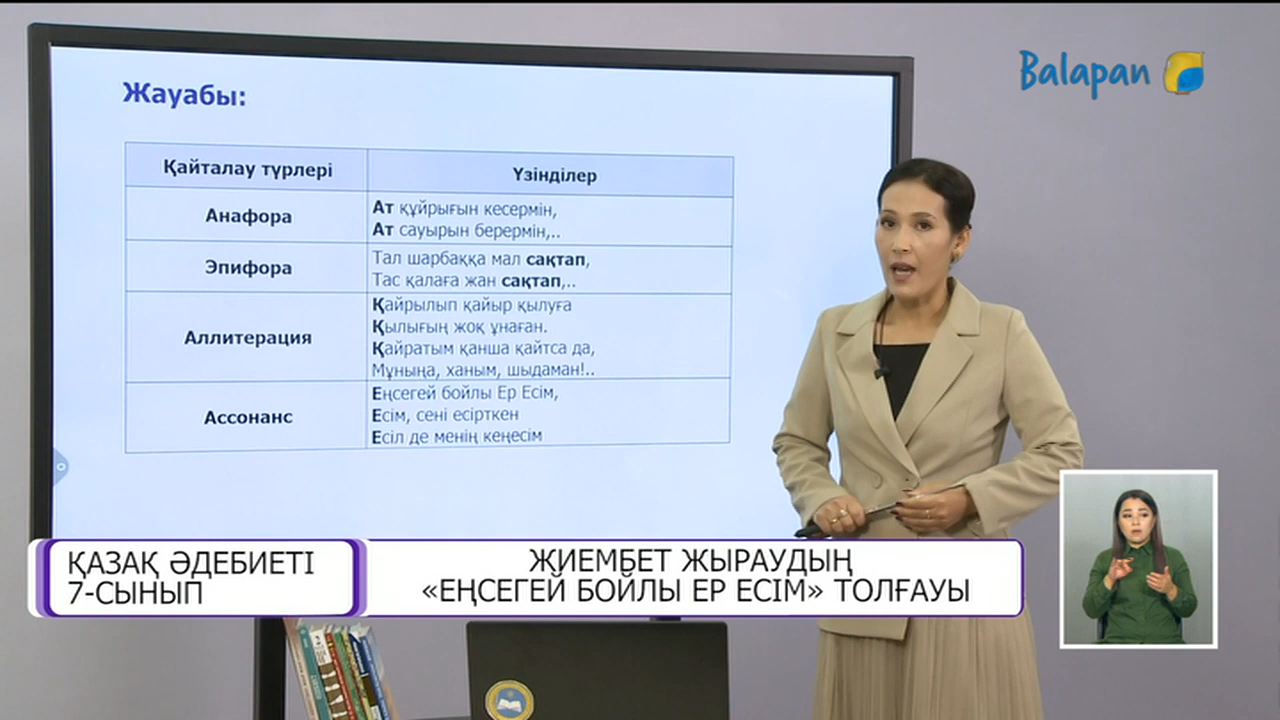 Balapan
Жауабы:
Қайталау түрлері
Үзінділер
Анафора
Ат құйрығын кесермін,
Ат сауырын берермін,..
Эпифора
Тал шарбаққа мал сақтап,
Тас қалаға жан сақтап,..
Аллитерация
Қайрылып қайыр қылуға
Қылығың жоқ ұнаған.
Қайратым қанша қайтса да,
Мұныңа, ханым, шыдаман!..
Ассонанс
Еңсегей бойлы Ер Есім,
Есім, сені есірткен
Есіл де менің кеңесім
ҚАЗАҚ ӘДЕБИЕТІ
7-СЫНЫП
ЖИЕМБЕТ ЖЫРАУДЫҢ
«ЕҢСЕГЕЙ БОЙЛЫ ЕР ЕСІМ» ТОЛҒАУЫ